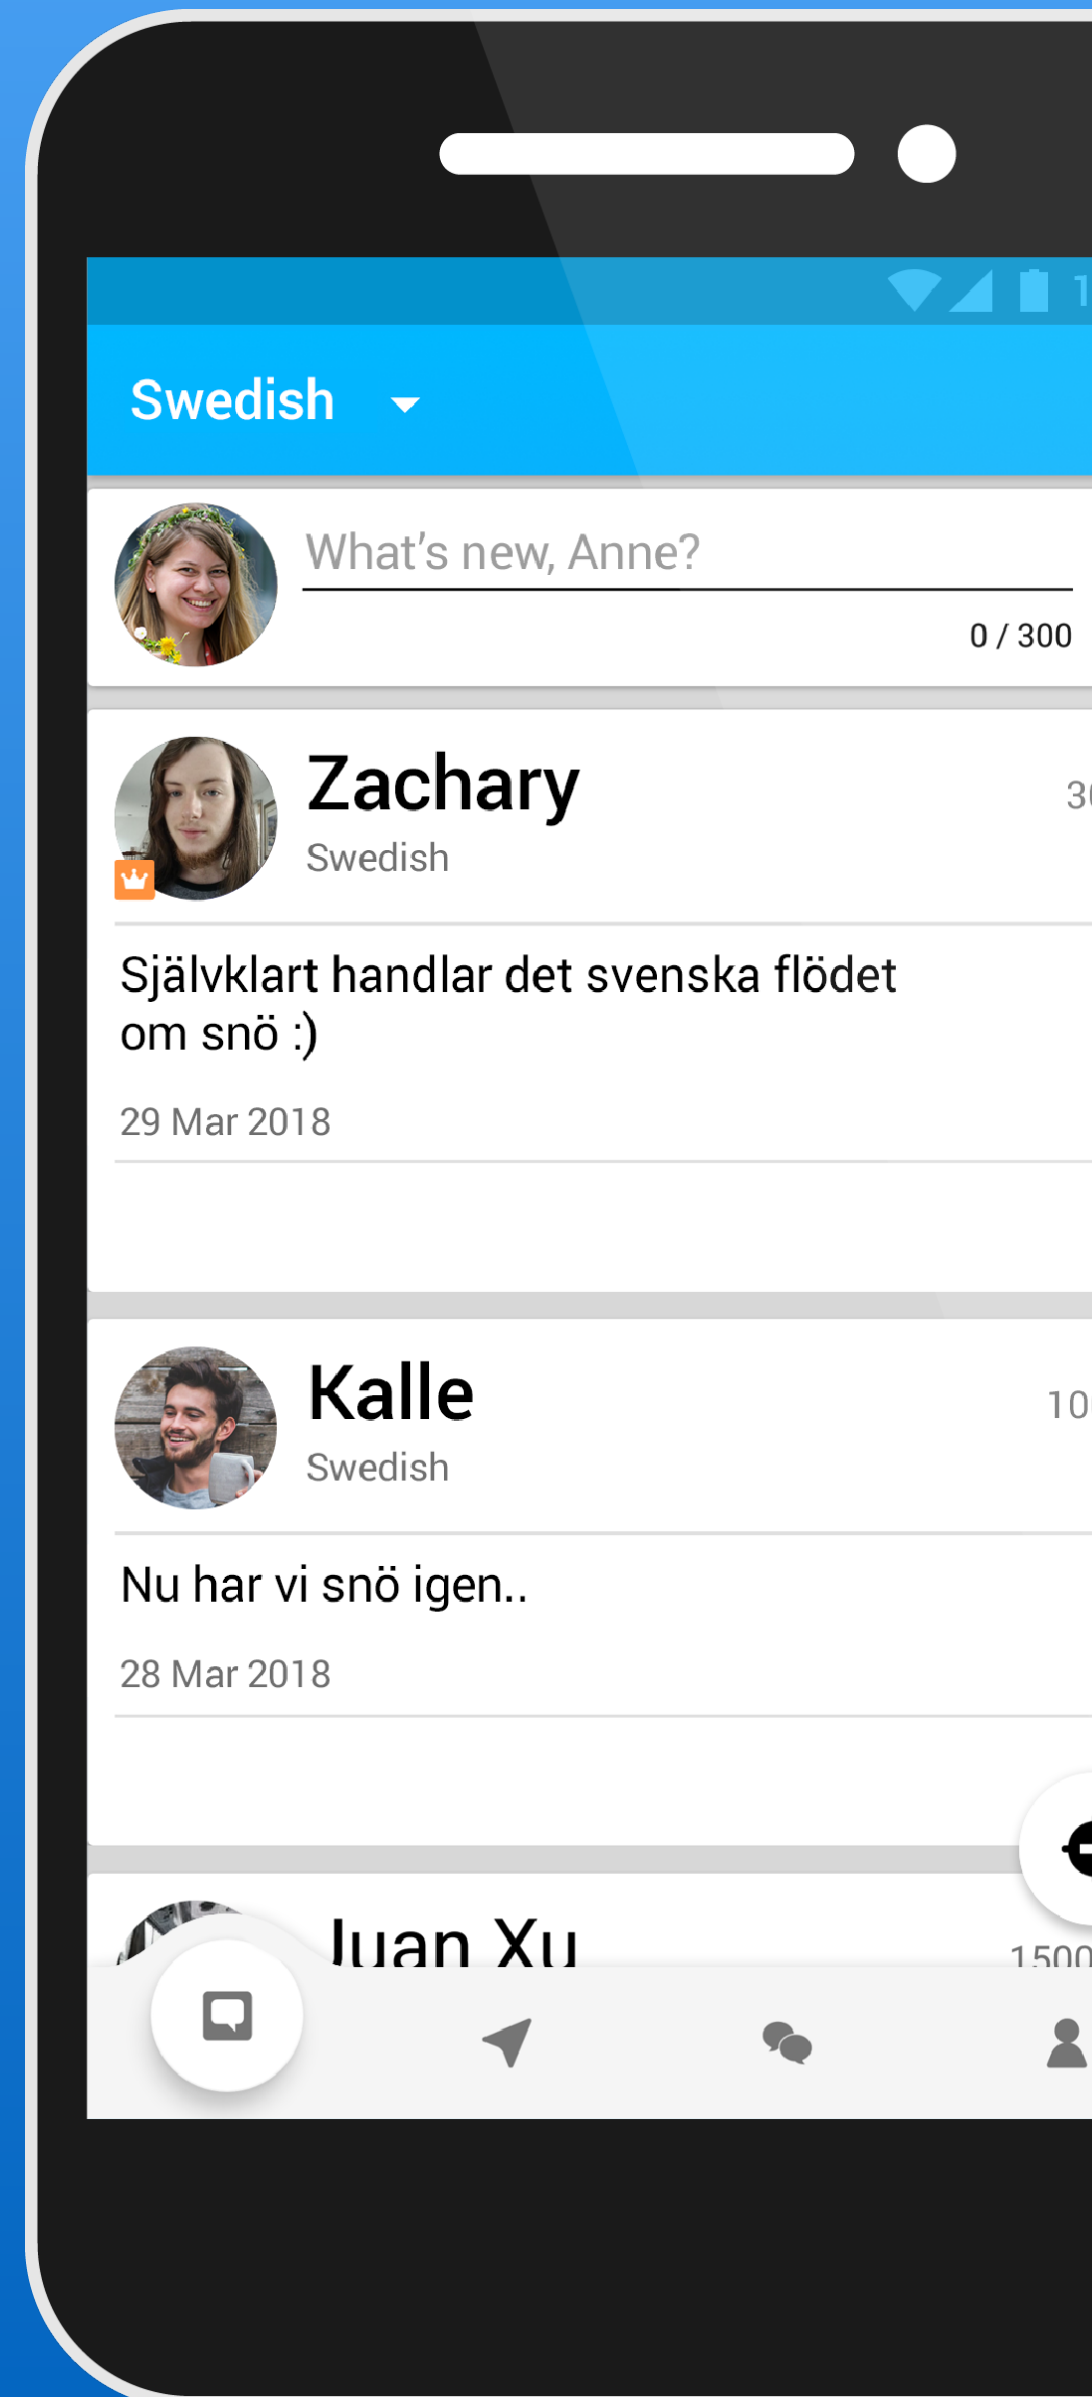 Swedish
What's new, Anne?
0 / 300
Zachary
Swedish
Självklart handlar det svenska flödet
om snö :)
29 Mar 2018
Kalle
Swedish
Nu har vi snö igen..
28 Mar 2018
Juan Xu
1500